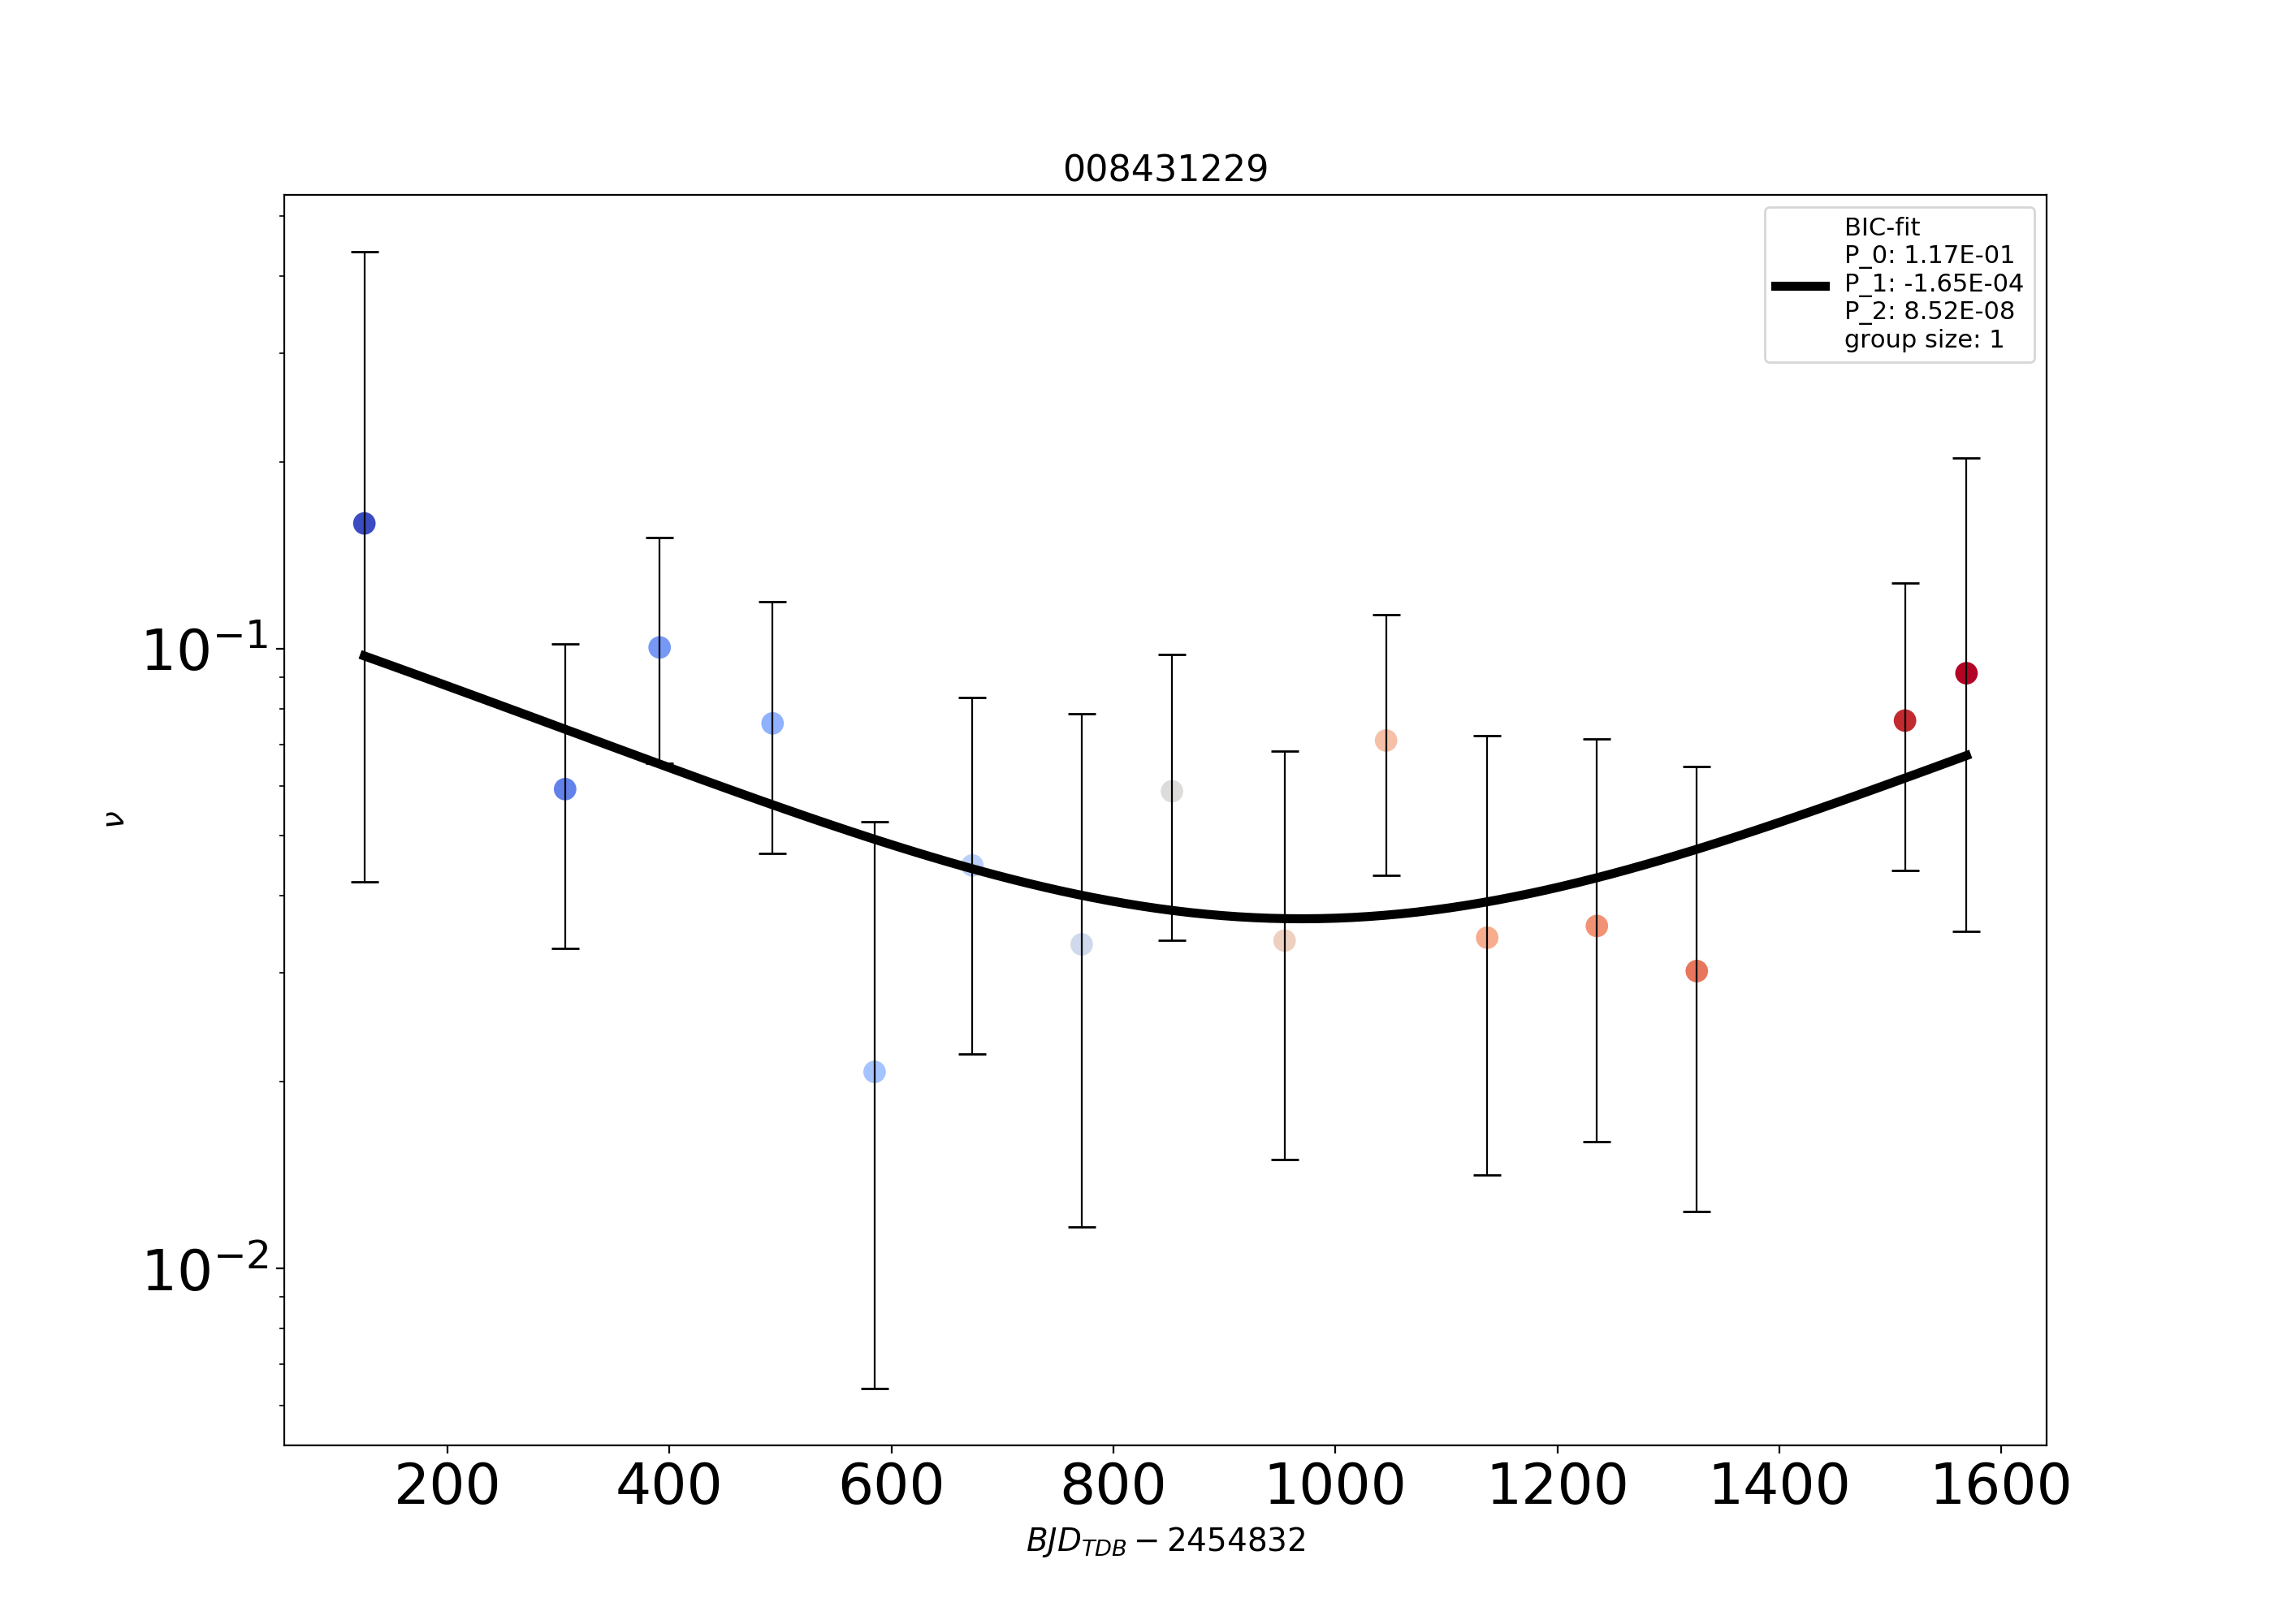 008431229
BIC-fit
P_0: 1.17E-01
P_1: -1.65E-04
P_2: 8.52E-08
group size: 1
10⁻¹
ν
10⁻²
200 400 600 800 1000 1200 1400 1600
BJD_TDB − 2454832